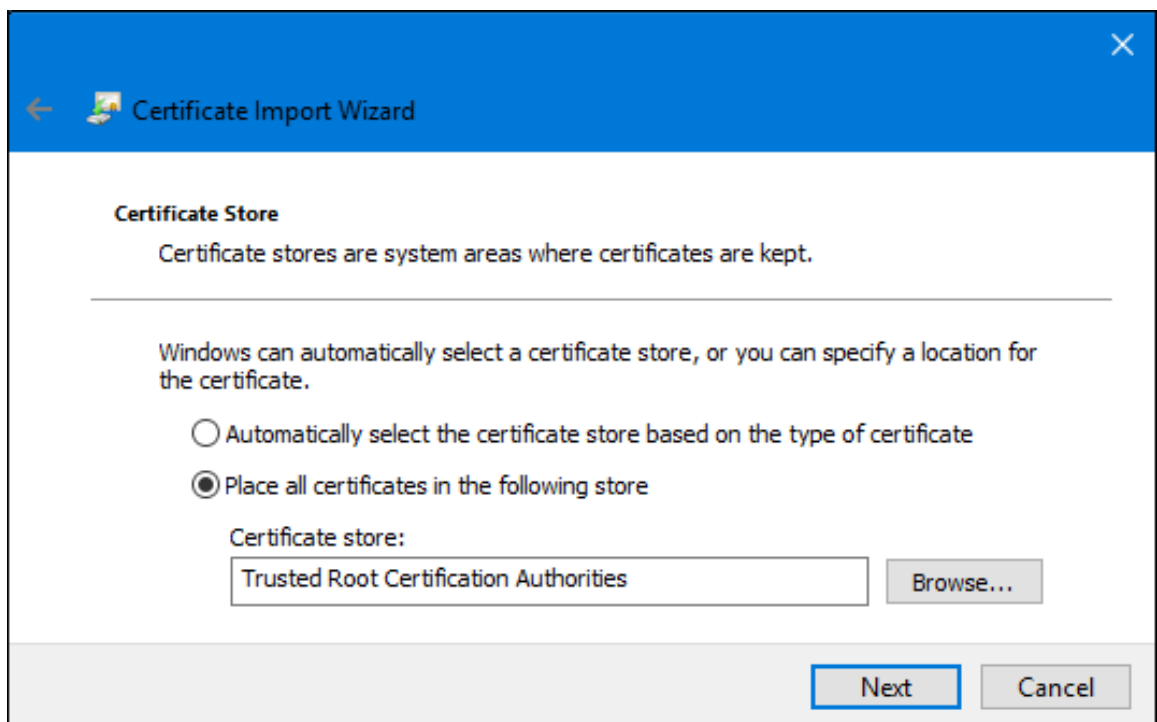 Certificate Import Wizard
Certificate Store
Certificate stores are system areas where certificates are kept.
Windows can automatically select a certificate store, or you can specify a location for
the certificate.
Automatically select the certificate store based on the type of certificate
Place all certificates in the following store
Certificate store:
Trusted Root Certification Authorities
Browse...
Next
Cancel